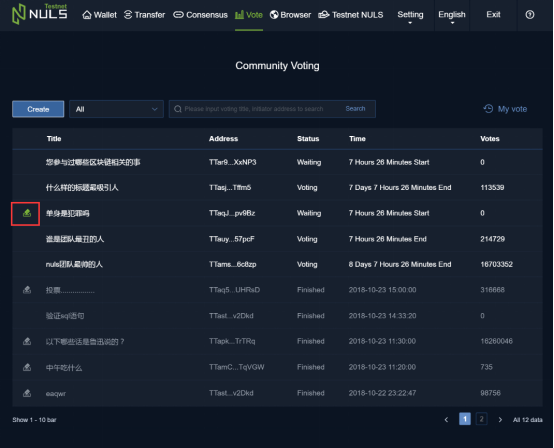 Testnet
NULS Wallet Transfer Consensus Vote Browser Testnet NULS Setting English Exit
Community Voting
Create All Please input voting title, initiator address to search Search My vote
Title Address Status Time Votes
您参与过哪些区块链相关的事 TTar9...XxNP3 Waiting 7 Hours 26 Minutes Start 0
什么样的标题最吸引人 TTasj...Tffm5 Voting 7 Days 7 Hours 26 Minutes End 113539
单身是犯罪吗 TTaqJ...pv9Bz Waiting 7 Hours 26 Minutes Start 0
谁是团队最丑的人 TTauy...57pcF Voting 7 Hours 26 Minutes End 214729
nuls团队最帅的人 TTams...6c8zp Voting 8 Days 7 Hours 26 Minutes End 16703352
投票................. TTaq5...UHRsD Finished 2018-10-23 15:00:00 316668
验证sql语句 TTast...v2Dkd Finished 2018-10-23 14:33:20 0
以下哪些话是鲁迅说的？ TTapk...TrTRq Finished 2018-10-23 11:30:00 16260046
中午吃什么 TTamC...TqVGW Finished 2018-10-23 11:20:00 735
eaqwr TTast...v2Dkd Finished 2018-10-22 23:22:47 98756
Show 1 - 10 bar 1 2 All 12 data